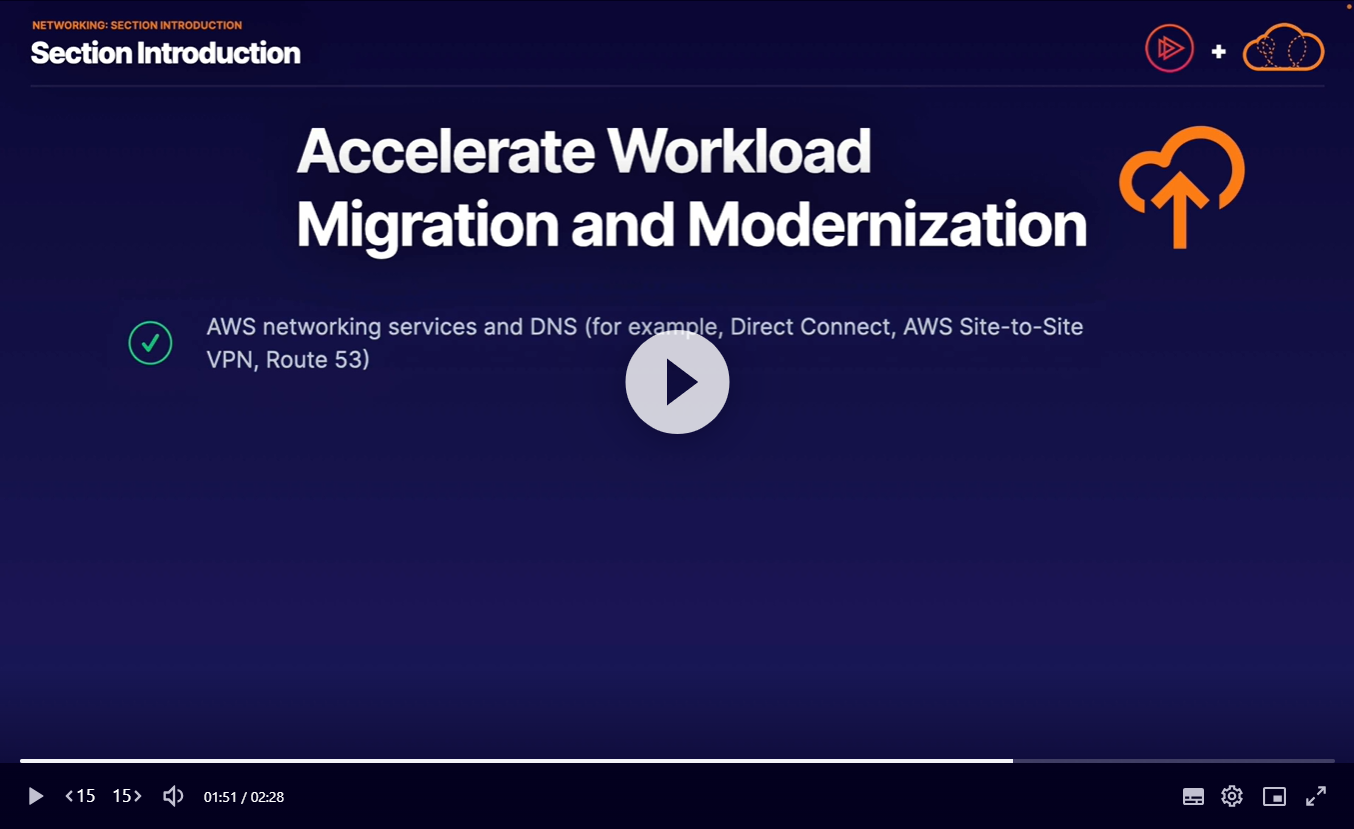 NETWORKING: SECTION INTRODUCTION
Section Introduction
+
Accelerate Workload
Migration and Modernization
AWS networking services and DNS (for example, Direct Connect, AWS Site-to-Site
VPN, Route 53)
<15 15> 01:51 / 02:28